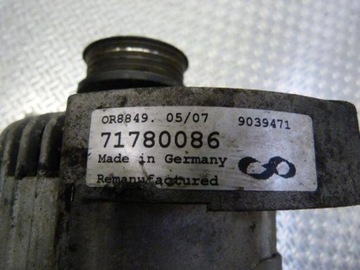 OR8849. 05/07 9039471
71780086
Made in Germany
Remanufactured